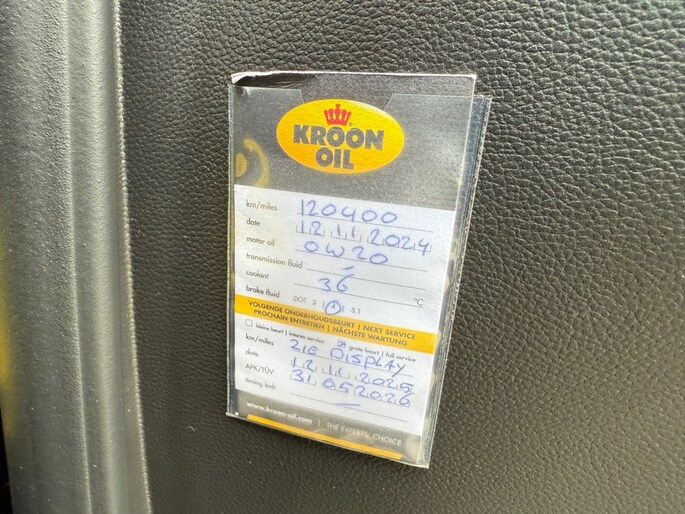 KROON
OIL
km/miles 120400
date 12 11 2024
motor oil 0W20
transmission fluid -
coolant 36 °C
brake fluid DOT 3 | 4 | 5.1
VOLGENDE ONDERHOUDSBEURT | NEXT SERVICE
PROCHAIN ENTRETIEN | NÄCHSTE WARTUNG
kleine beurt | interim service grote beurt | full service
km/miles ZIE DISPLAY
date 12 11 2025
APK/TÜV 31 05 2026
timing belt -
www.kroon-oil.com | THE EXPERTS' CHOICE